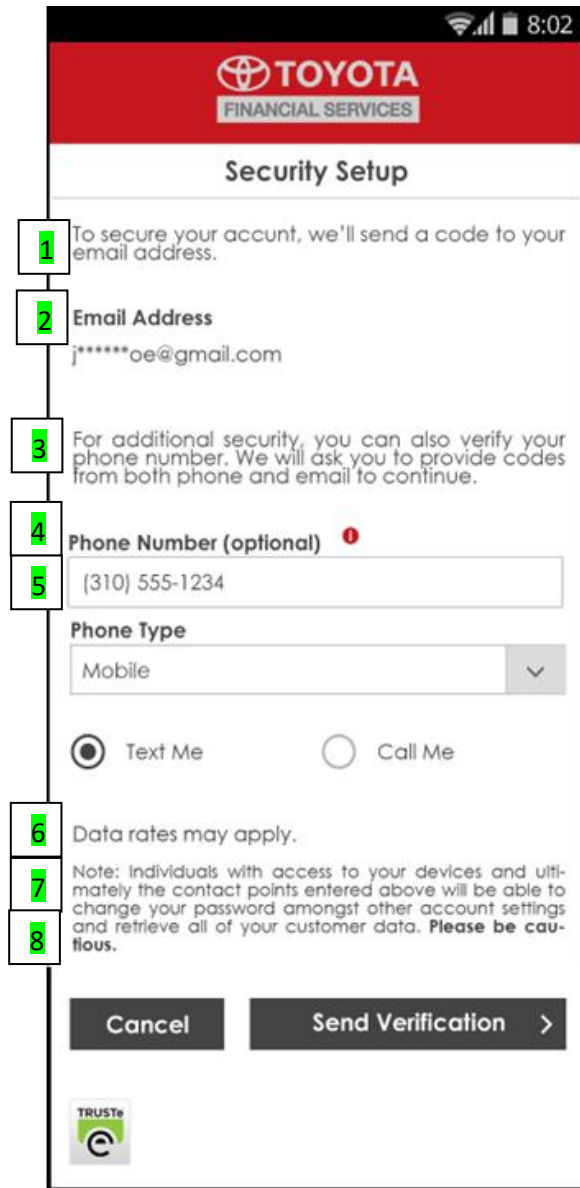 8:02
TOYOTA
FINANCIAL SERVICES
Security Setup
1
To secure your accunt, we'll send a code to your
email address.
2
Email Address
j******oe@gmail.com
3
For additional security, you can also verify your
phone number. We will ask you to provide codes
from both phone and email to continue.
4
Phone Number (optional)
5
(310) 555-1234
Phone Type
Mobile
Text Me
Call Me
6
Data rates may apply.
7
Note: Individuals with access to your devices and ulti-
mately the contact points entered above will be able to
change your password amongst other account settings
8
and retrieve all of your customer data. Please be cau-
tious.
Cancel
Send Verification >
TRUSTe
e